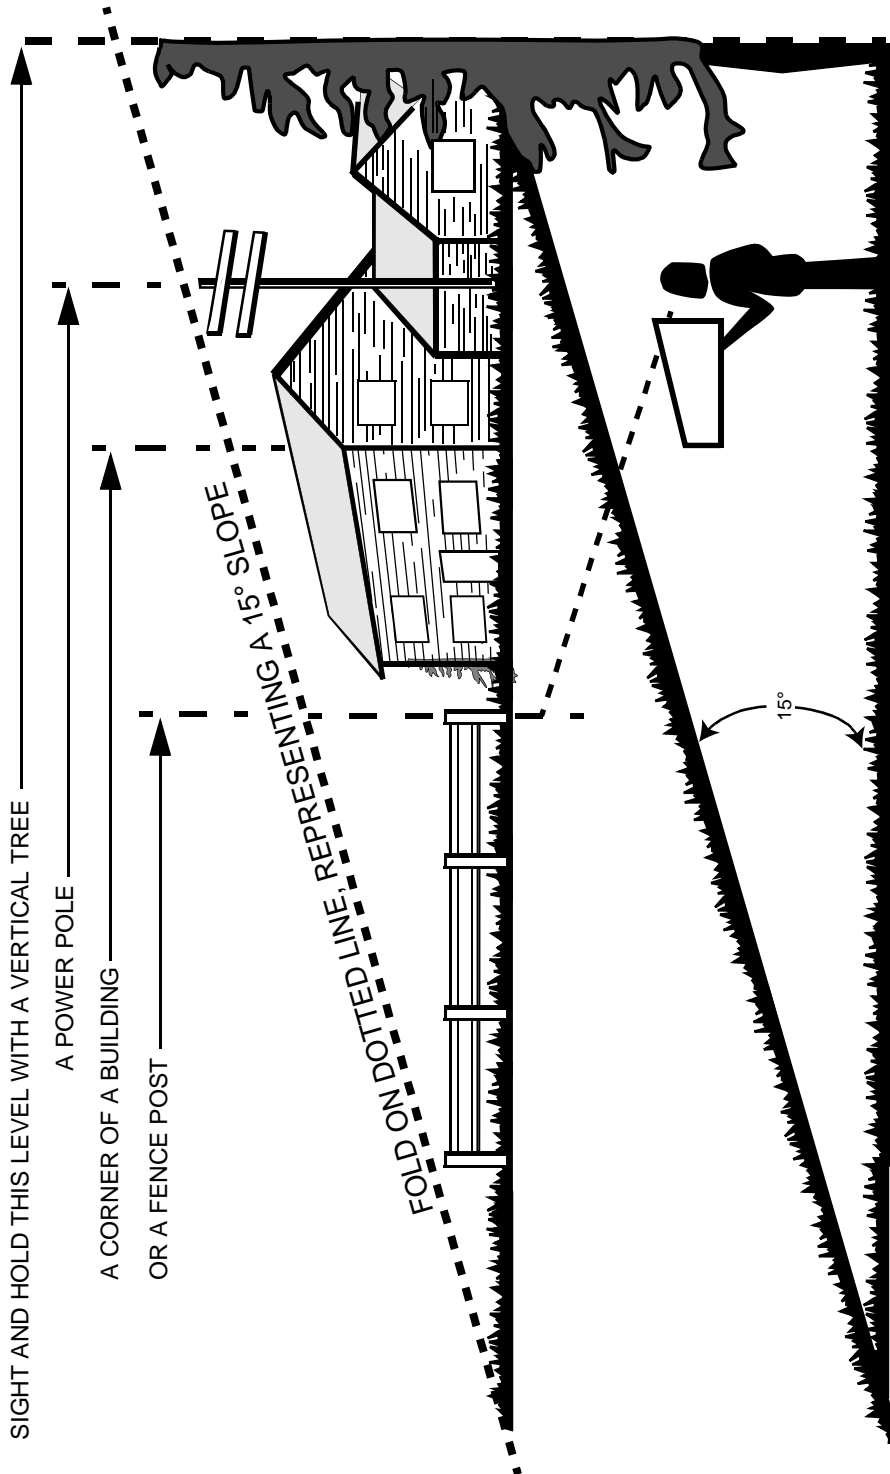 SIGHT AND HOLD THIS LEVEL WITH A VERTICAL TREE
A POWER POLE
A CORNER OF A BUILDING
OR A FENCE POST
FOLD ON DOTTED LINE, REPRESENTING A 15° SLOPE
15°